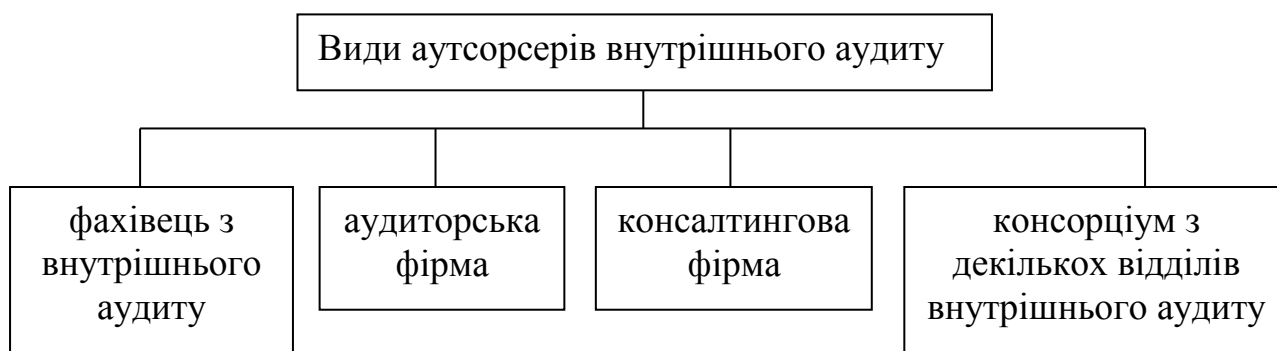 Види аутсорсерів внутрішнього аудиту
фахівець з
внутрішнього
аудиту
аудиторська
фірма
консалтингова
фірма
консорціум з
декількох відділів
внутрішнього аудиту